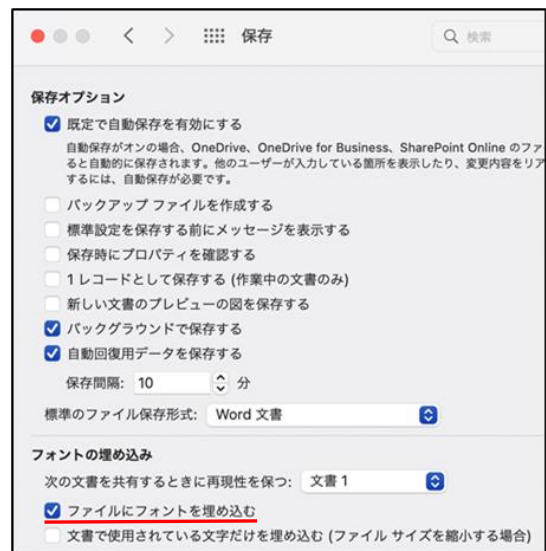 保存
検索
保存オプション
既定で自動保存を有効にする
自動保存がオンの場合、OneDrive、OneDrive for Business、SharePoint Online のファ
ると自動的に保存されます。他のユーザーが入力している箇所を表示したり、変更内容をリア
するには、自動保存が必要です。
バックアップ ファイルを作成する
標準設定を保存する前にメッセージを表示する
保存時にプロパティを確認する
1 レコードとして保存する (作業中の文書のみ)
新しい文書のプレビューの図を保存する
バックグラウンドで保存する
自動回復用データを保存する
保存間隔: 10 分
標準のファイル保存形式: Word 文書
フォントの埋め込み
次の文書を共有するときに再現性を保つ: 文書 1
ファイルにフォントを埋め込む
文書で使用されている文字だけを埋め込む (ファイル サイズを縮小する場合)